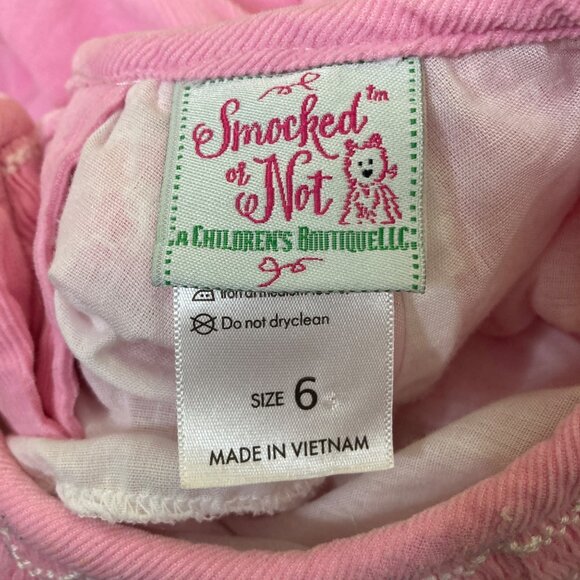 Smocked tm
or Not
A CHILDREN'S BOUTIQUE LLC
Do not dryclean
SIZE 6
MADE IN VIETNAM